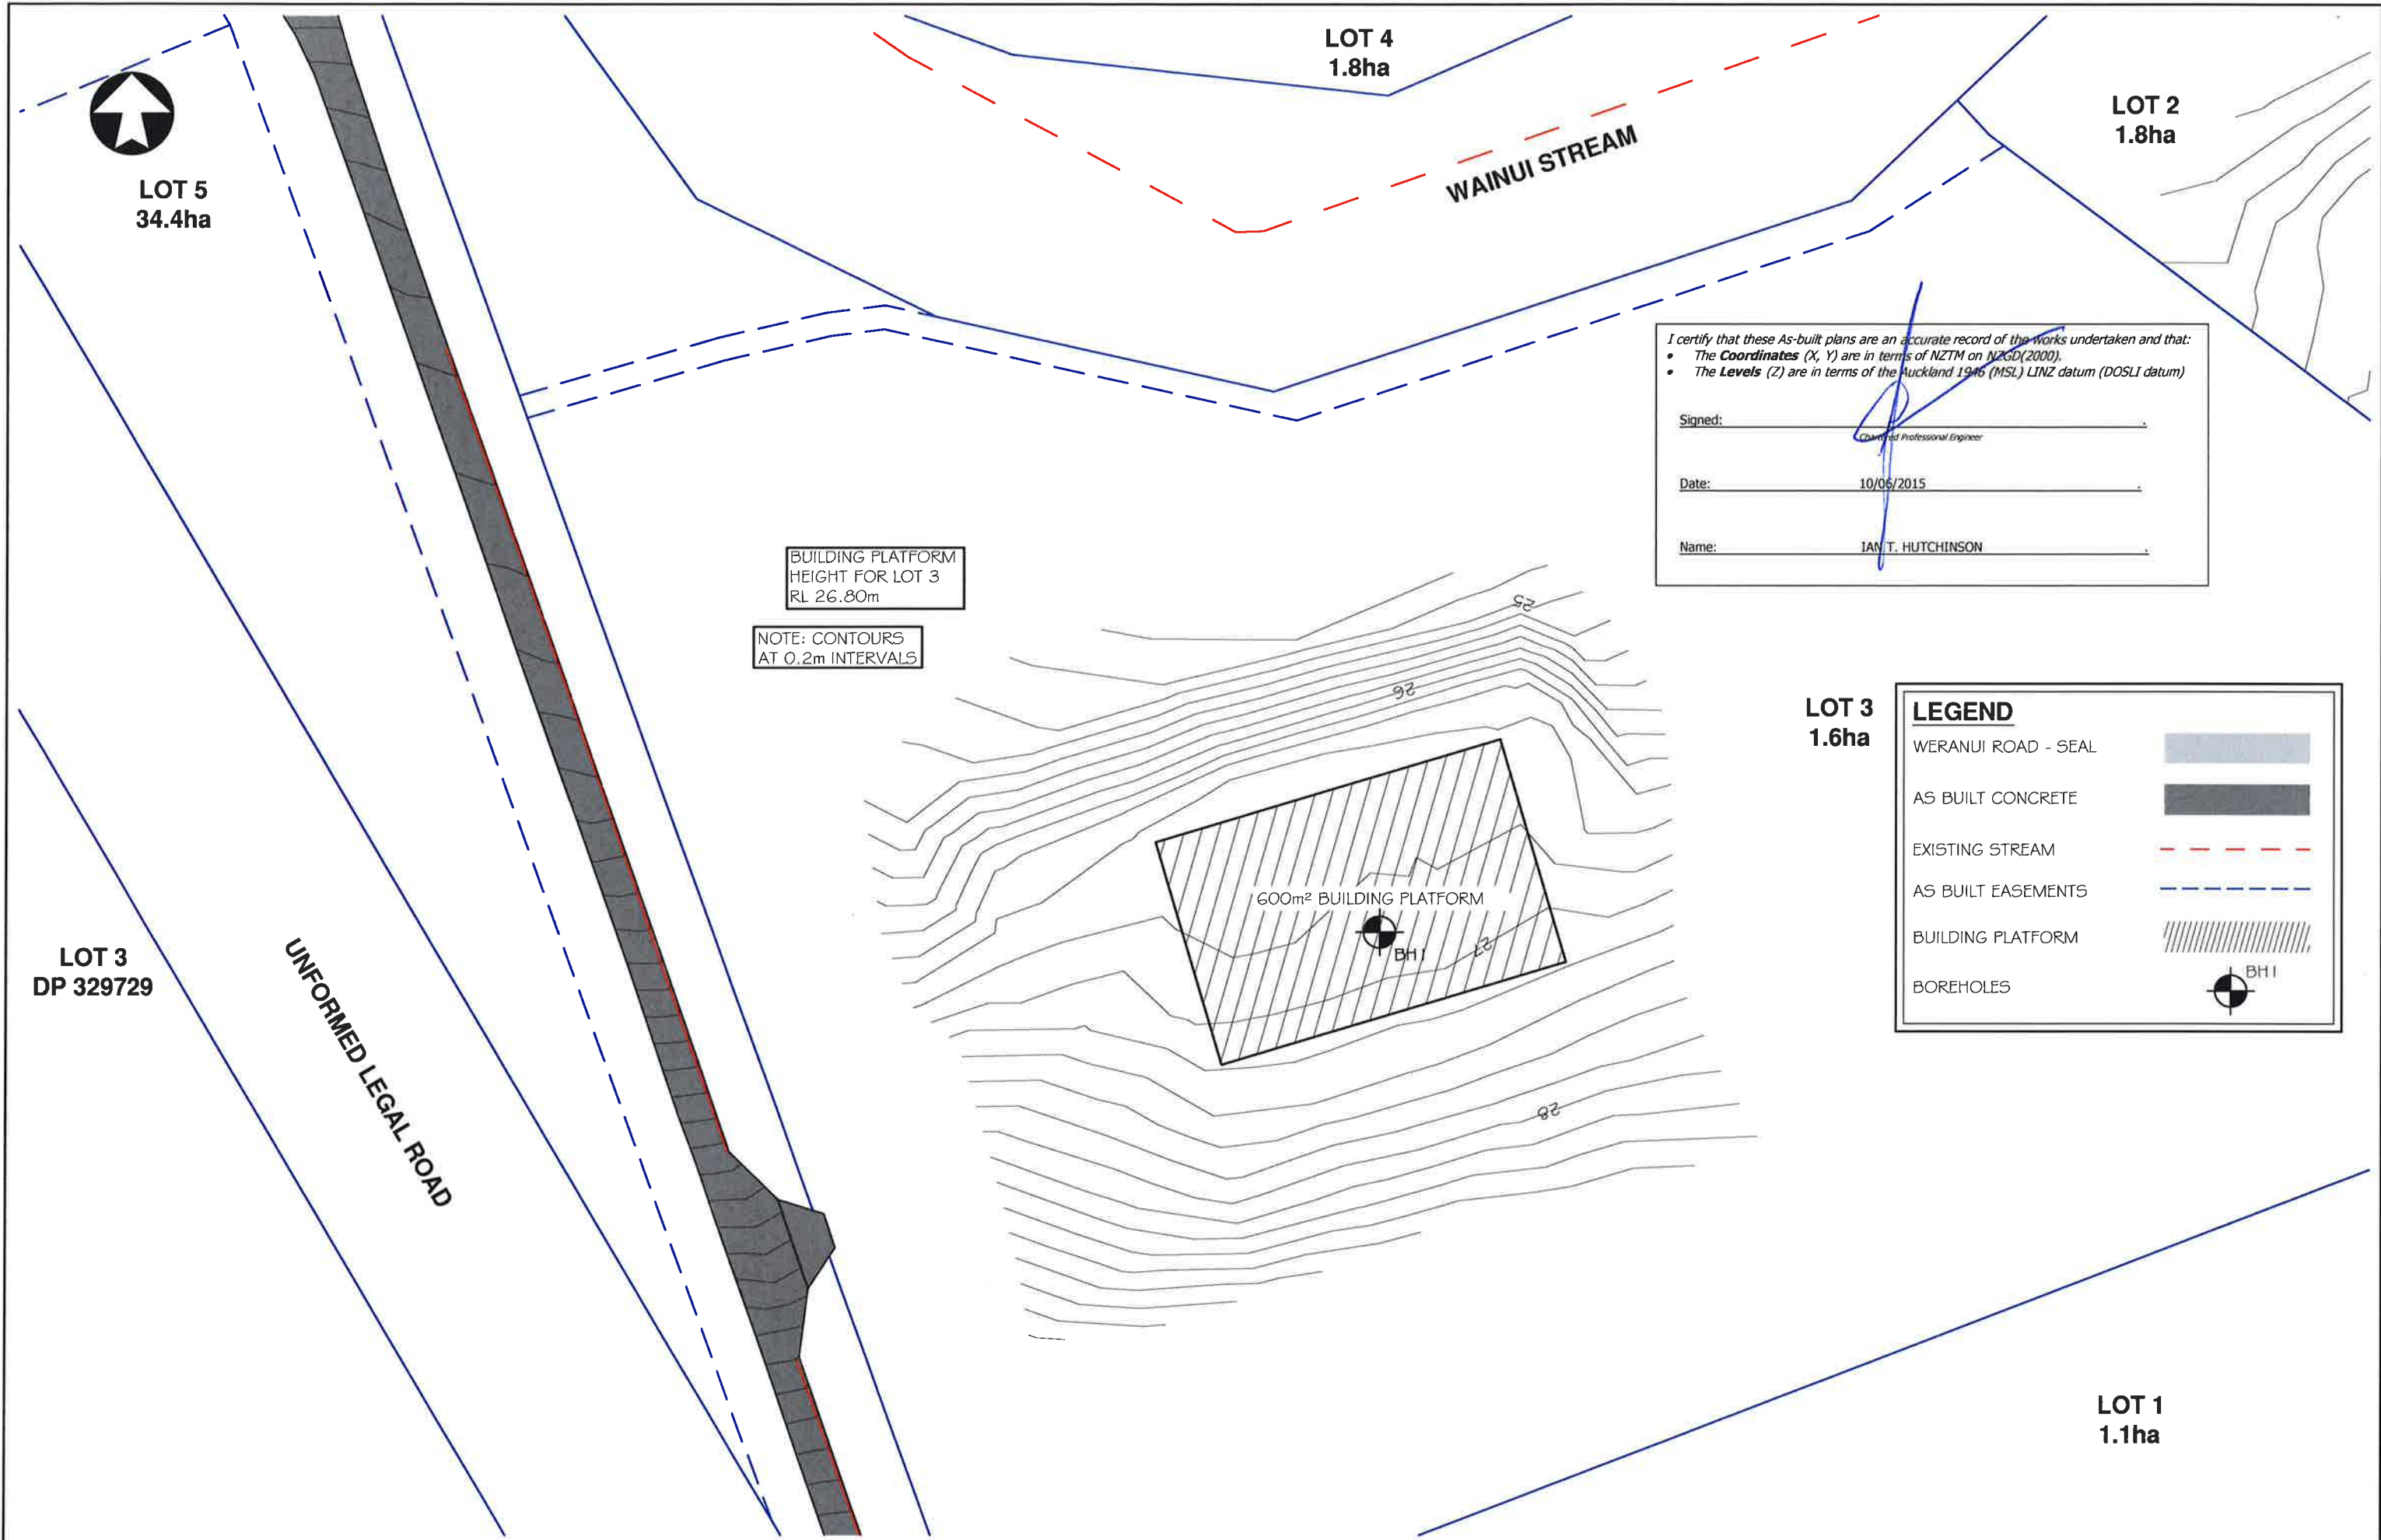 LOT 4
1.8ha
LOT 2
1.8ha
LOT 5
34.4ha
WAINUI STREAM
I certify that these As-built plans are an accurate record of the works undertaken and that:
• The Coordinates (X, Y) are in terms of NZTM on NZGD(2000).
• The Levels (Z) are in terms of the Auckland 1946 (MSL) LINZ datum (DOSLI datum)
Signed:
Chartered Professional Engineer
Date: 10/06/2015
Name: IAN T. HUTCHINSON
BUILDING PLATFORM
HEIGHT FOR LOT 3
RL 26.80m
NOTE: CONTOURS
AT 0.2m INTERVALS
25
26
LOT 3
1.6ha
LEGEND
WERANUI ROAD - SEAL
AS BUILT CONCRETE
EXISTING STREAM
AS BUILT EASEMENTS
BUILDING PLATFORM
BOREHOLES
BH1
600m² BUILDING PLATFORM
BH1
27
28
LOT 3
DP 329729
UNFORMED LEGAL ROAD
LOT 1
1.1ha